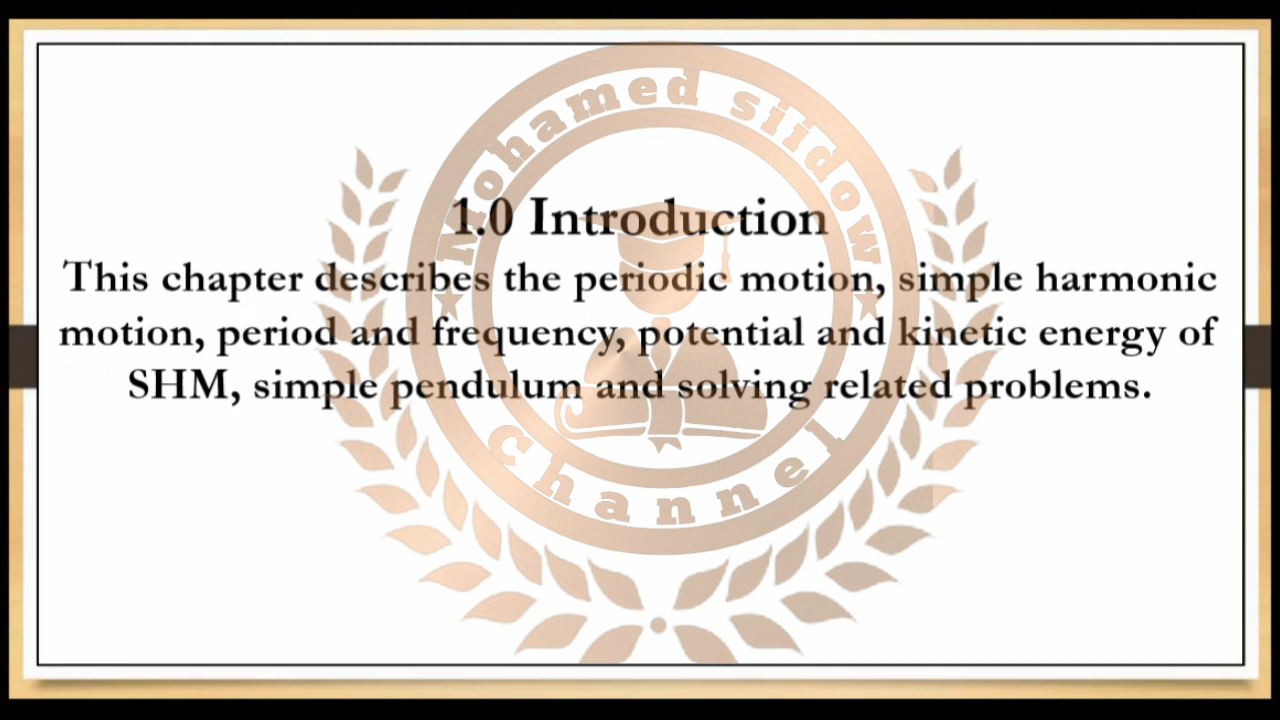 Mohamed siidow
1.0 Introduction
This chapter describes the periodic motion, simple harmonic
motion, period and frequency, potential and kinetic energy of
SHM, simple pendulum and solving related problems.
Channel